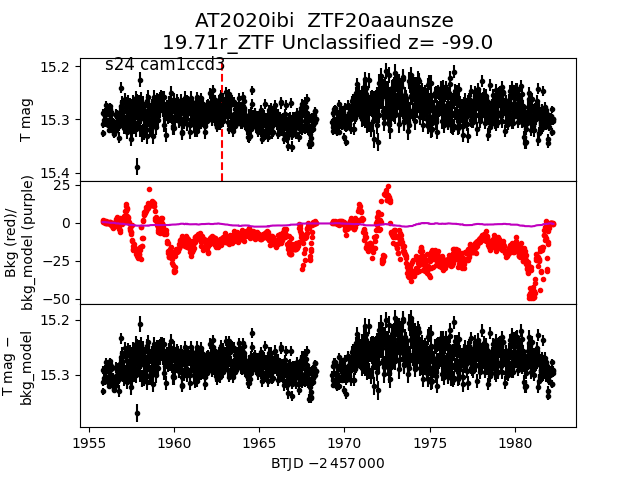 AT2020ibi  ZTF20aaunsze
19.71r_ZTF Unclassified z= -99.0
s24 cam1ccd3
15.2
15.3
15.4
T mag
25
0
−25
−50
Bkg (red)/
bkg_model (purple)
15.2
15.3
T mag −
bkg_model
1955 1960 1965 1970 1975 1980
BTJD −2 457 000